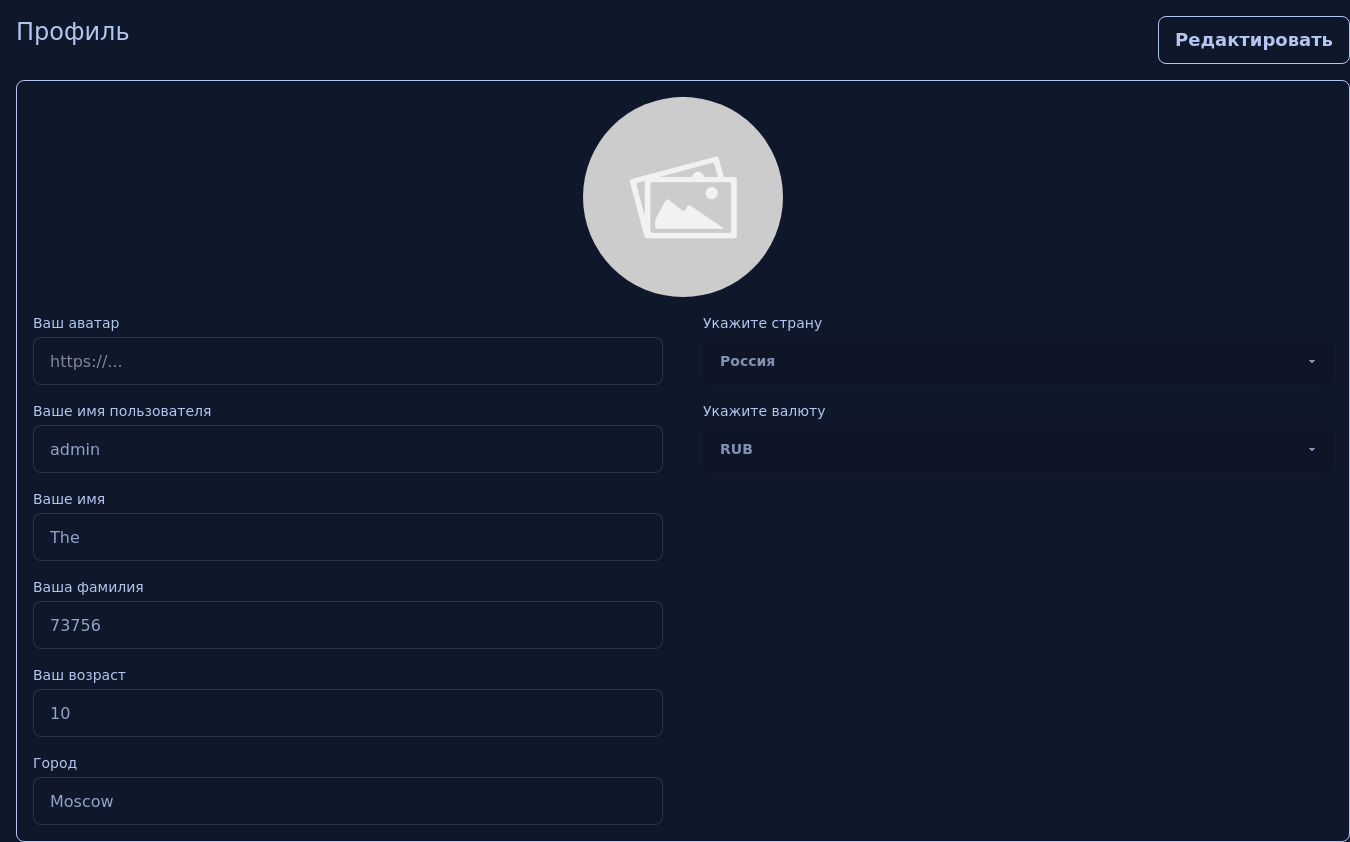 Профиль
Редактировать
Ваш аватар
https://...
Ваше имя пользователя
admin
Ваше имя
The
Ваша фамилия
73756
Ваш возраст
10
Город
Moscow
Укажите страну
Россия
Укажите валюту
RUB